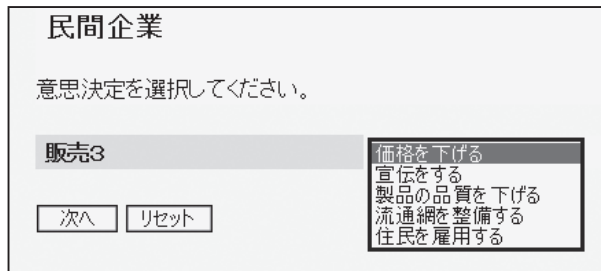 民間企業
意思決定を選択してください。
販売3
価格を下げる
宣伝をする
製品の品質を下げる
流通網を整備する
住民を雇用する
次へ リセット